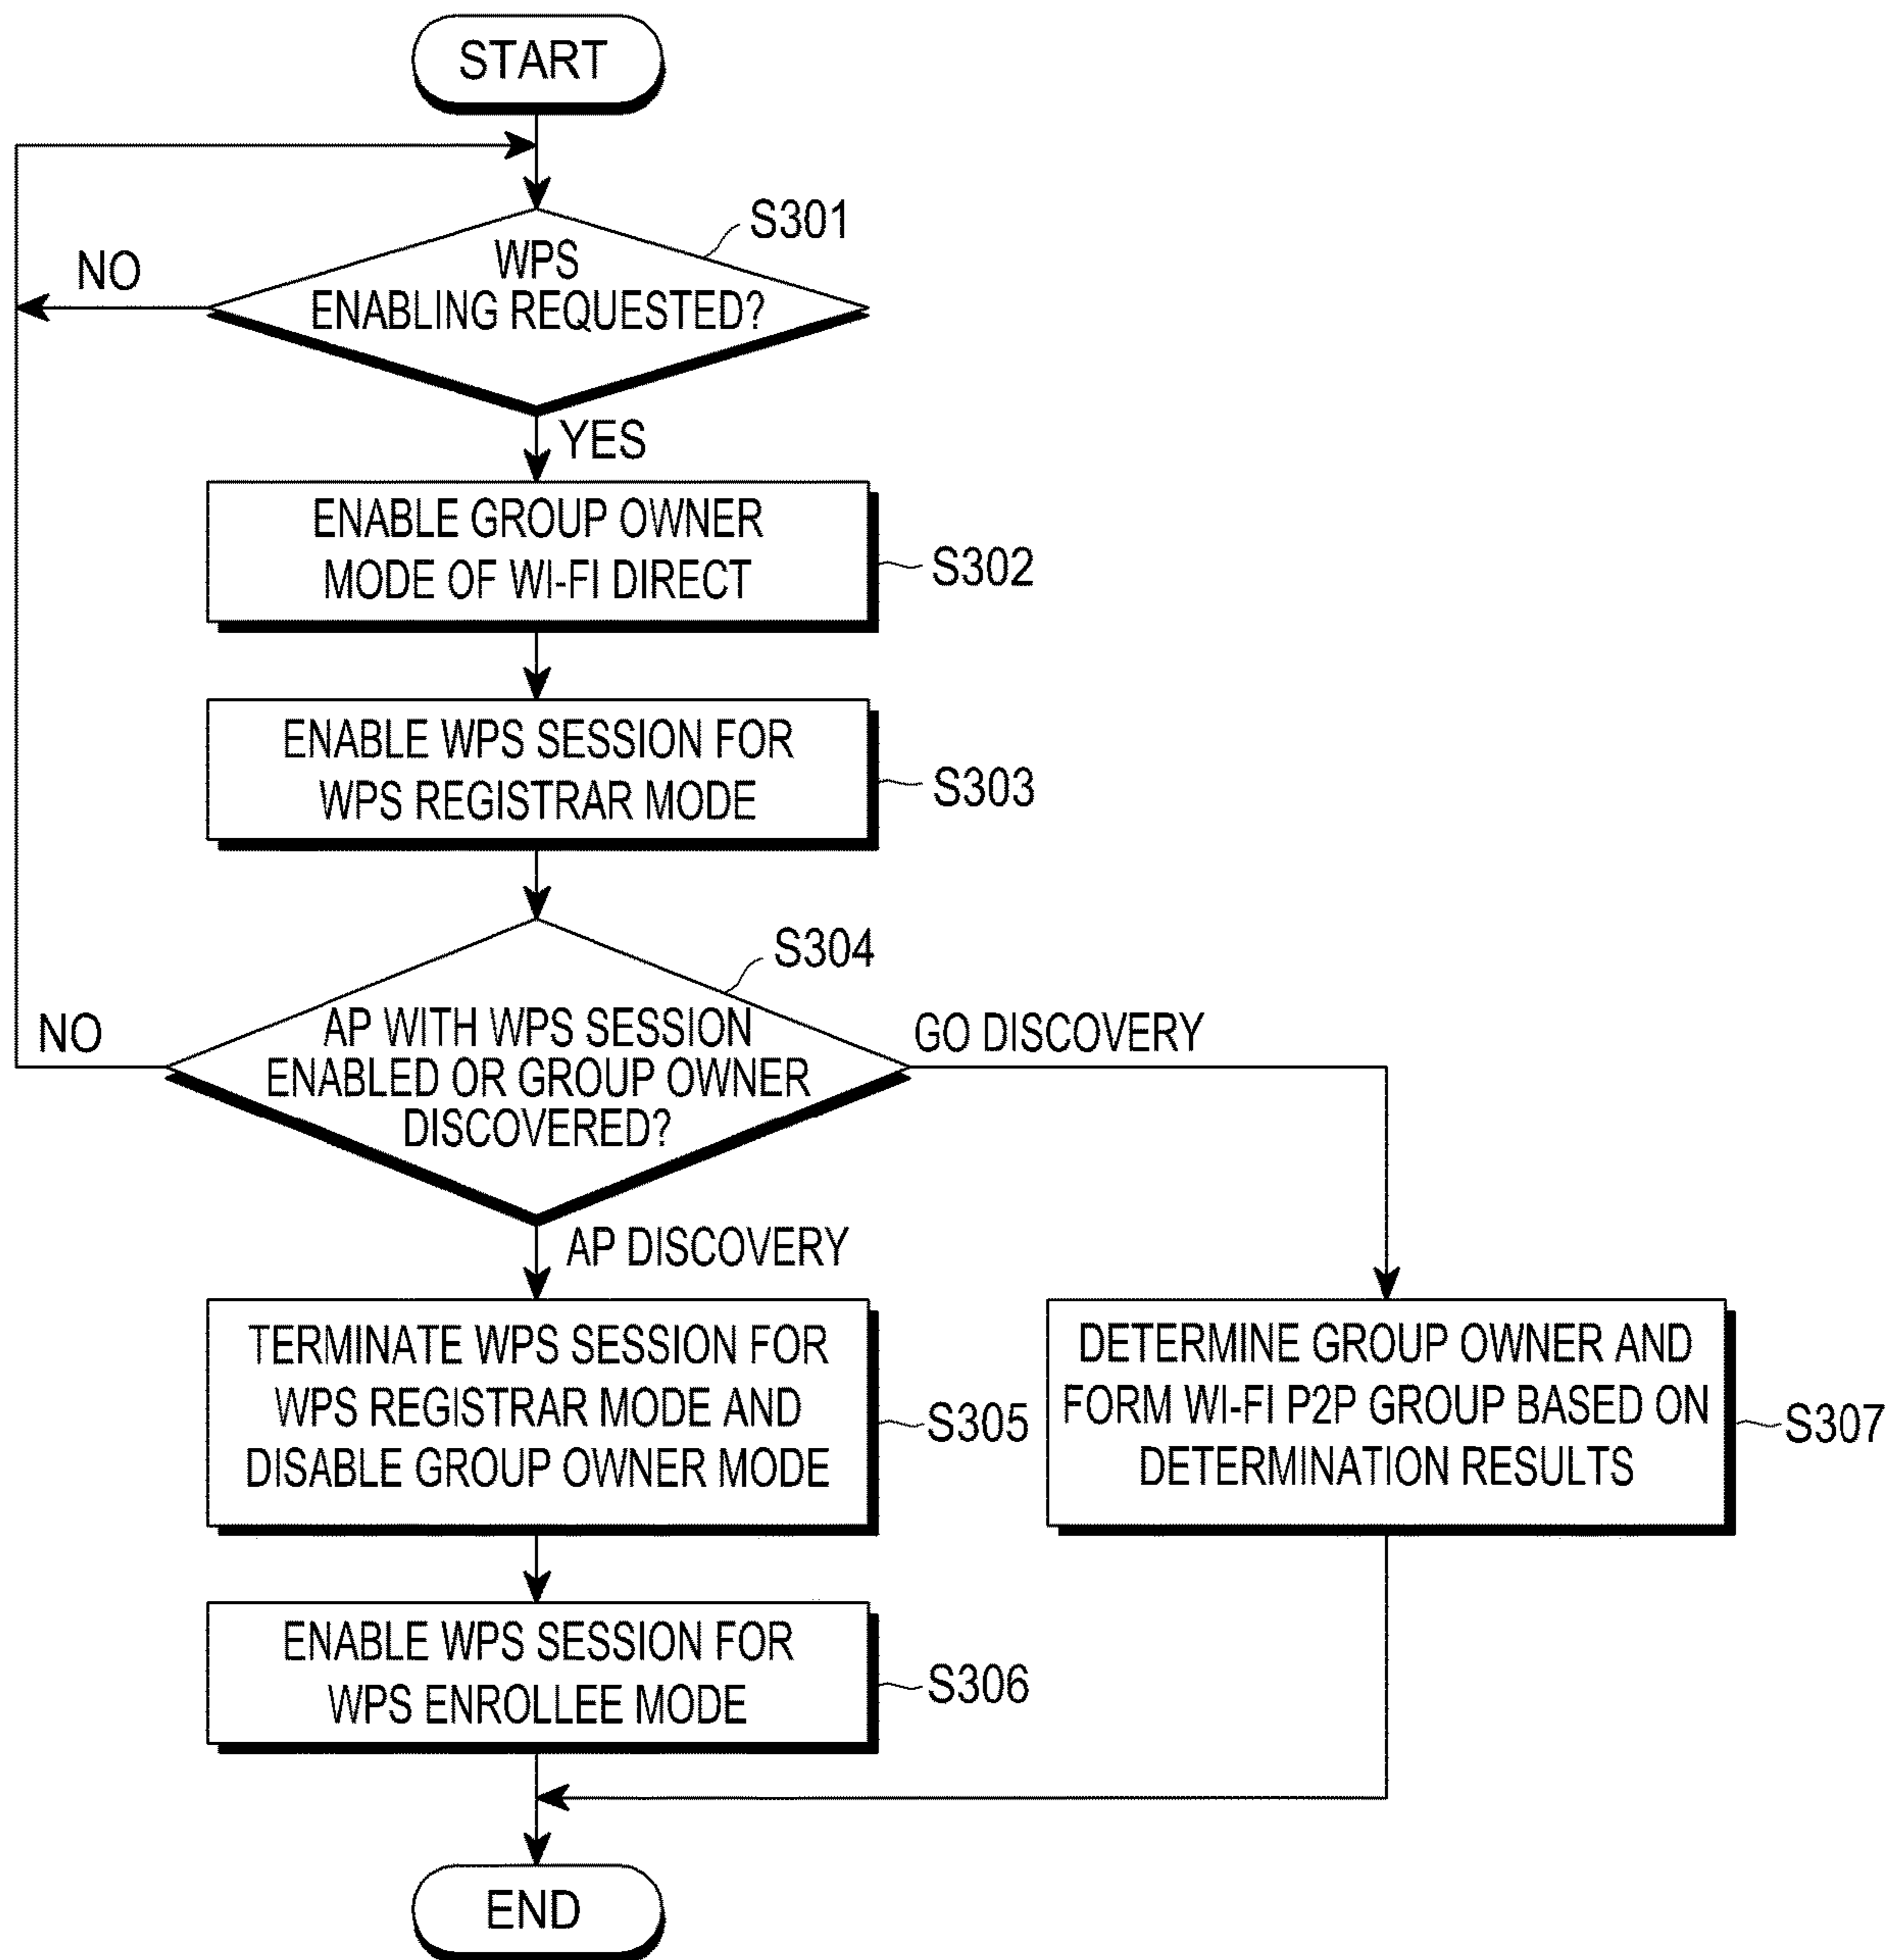 START
S301
WPS
ENABLING REQUESTED?
NO
YES
ENABLE GROUP OWNER
MODE OF WI-FI DIRECT
S302
ENABLE WPS SESSION FOR
WPS REGISTRAR MODE
S303
S304
AP WITH WPS SESSION
ENABLED OR GROUP OWNER
DISCOVERED?
NO
GO DISCOVERY
AP DISCOVERY
TERMINATE WPS SESSION FOR
WPS REGISTRAR MODE AND
DISABLE GROUP OWNER MODE
S305
DETERMINE GROUP OWNER AND
FORM WI-FI P2P GROUP BASED ON
DETERMINATION RESULTS
S307
ENABLE WPS SESSION FOR
WPS ENROLLEE MODE
S306
END